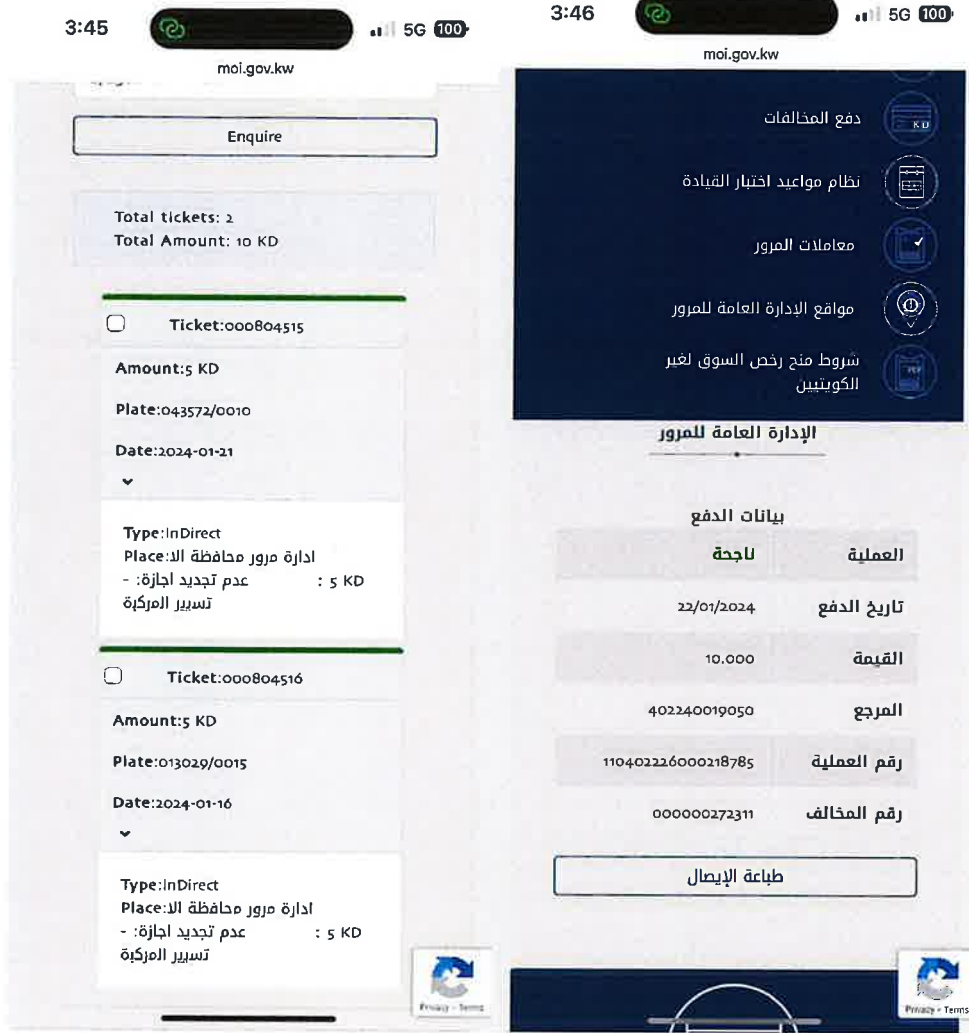 3:45
5G 100
moi.gov.kw
Enquire
Total tickets: 2
Total Amount: 10 KD
Ticket:000804515
Amount:5 KD
Plate:043572/0010
Date:2024-01-21
Type:InDirect
Place:ادارة مرور محافظة الا
- :عدم تجديد اجازة : 5 KD
تسيير المركبة
Ticket:000804516
Amount:5 KD
Plate:013029/0015
Date:2024-01-16
Type:InDirect
Place:ادارة مرور محافظة الا
- :عدم تجديد اجازة : 5 KD
تسيير المركبة
Privacy - Terms
3:46
5G 100
moi.gov.kw
دفع المخالفات
KD
نظام مواعيد اختبار القيادة
معاملات المرور
مواقع الإدارة العامة للمرور
شروط منح رخص السوق لغير
الكويتيين
PDF
الإدارة العامة للمرور
بيانات الدفع
العملية ناجحة
تاريخ الدفع 22/01/2024
القيمة 10.000
المرجع 402240019050
رقم العملية 110402226000218785
رقم المخالف 000000272311
طباعة الإيصال
Privacy - Terms